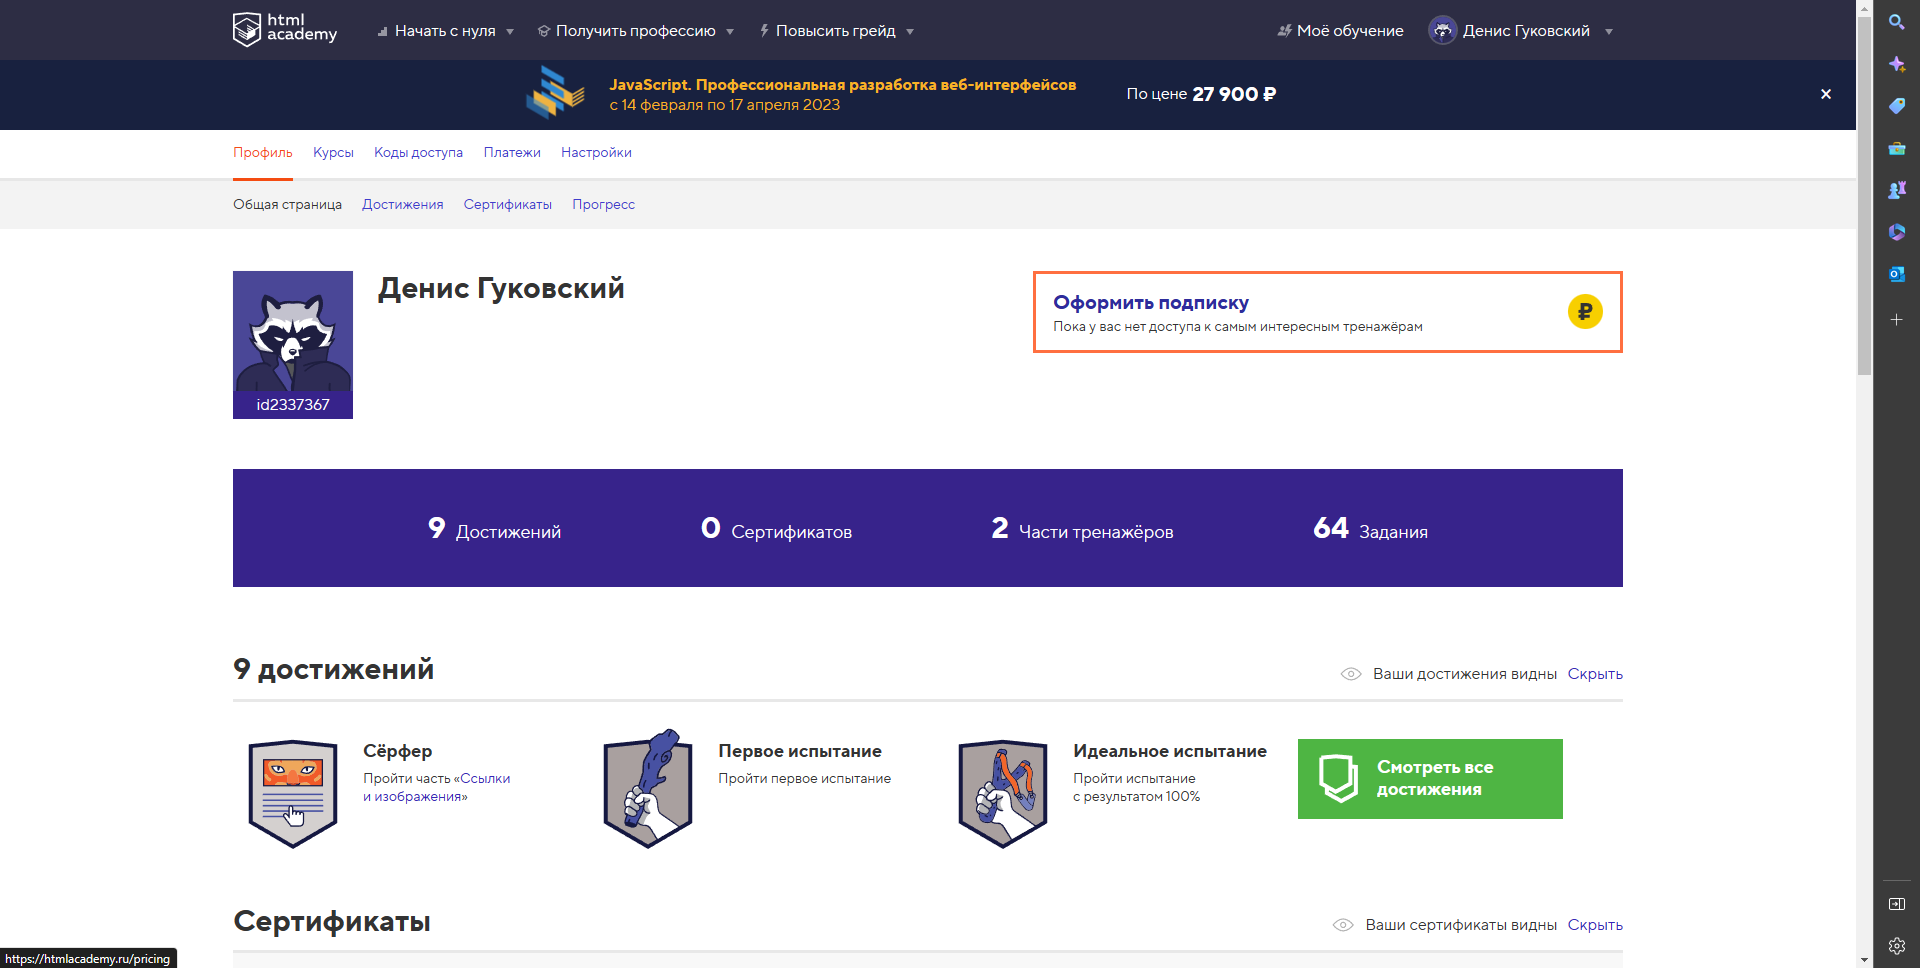 html
academy
Начать с нуля
Получить профессию
Повысить грейд
Моё обучение
Денис Гуковский
JavaScript. Профессиональная разработка веб-интерфейсов
с 14 февраля по 17 апреля 2023
По цене 27 900 ₽
Профиль
Курсы
Коды доступа
Платежи
Настройки
Общая страница
Достижения
Сертификаты
Прогресс
Денис Гуковский
id2337367
Оформить подписку
Пока у вас нет доступа к самым интересным тренажёрам
₽
9 Достижений
0 Сертификатов
2 Части тренажёров
64 Задания
9 достижений
Ваши достижения видны Скрыть
Сёрфер
Пройти часть «Ссылки
и изображения»
Первое испытание
Пройти первое испытание
Идеальное испытание
Пройти испытание
с результатом 100%
Смотреть все
достижения
Сертификаты
Ваши сертификаты видны Скрыть
https://htmlacademy.ru/pricing